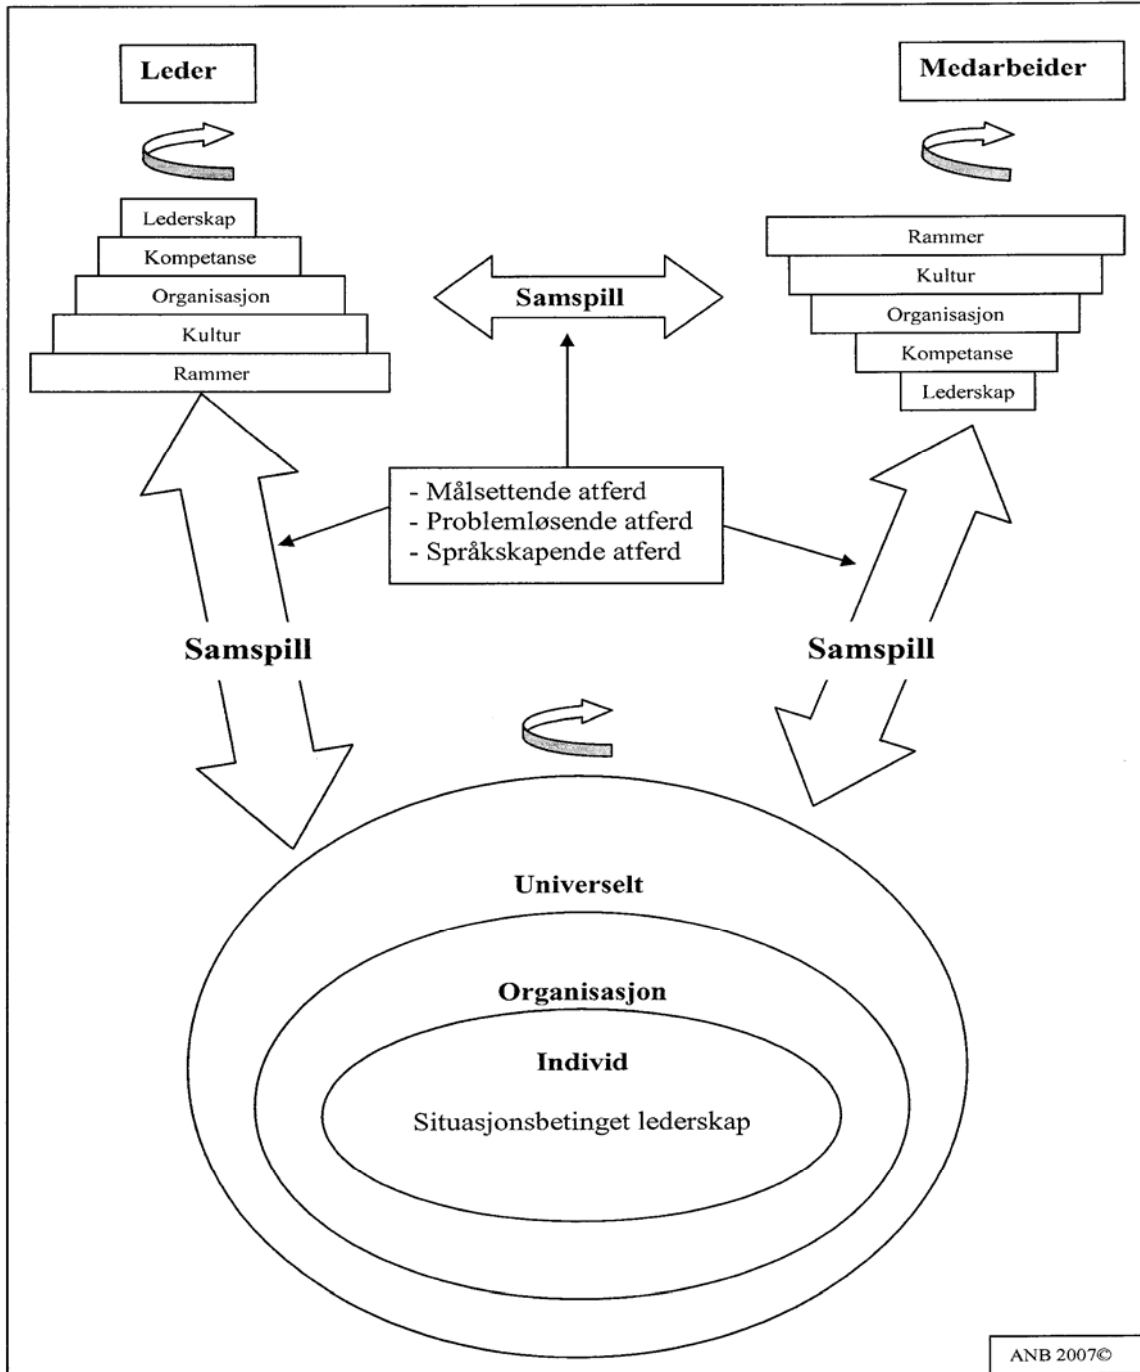 Leder
Medarbeider
Lederskap
Kompetanse
Organisasjon
Kultur
Rammer
Samspill
Rammer
Kultur
Organisasjon
Kompetanse
Lederskap
- Målsettende atferd
- Problemløsende atferd
- Språkskapende atferd
Samspill
Samspill
Universelt
Organisasjon
Individ
Situasjonsbetinget lederskap
ANB 2007©